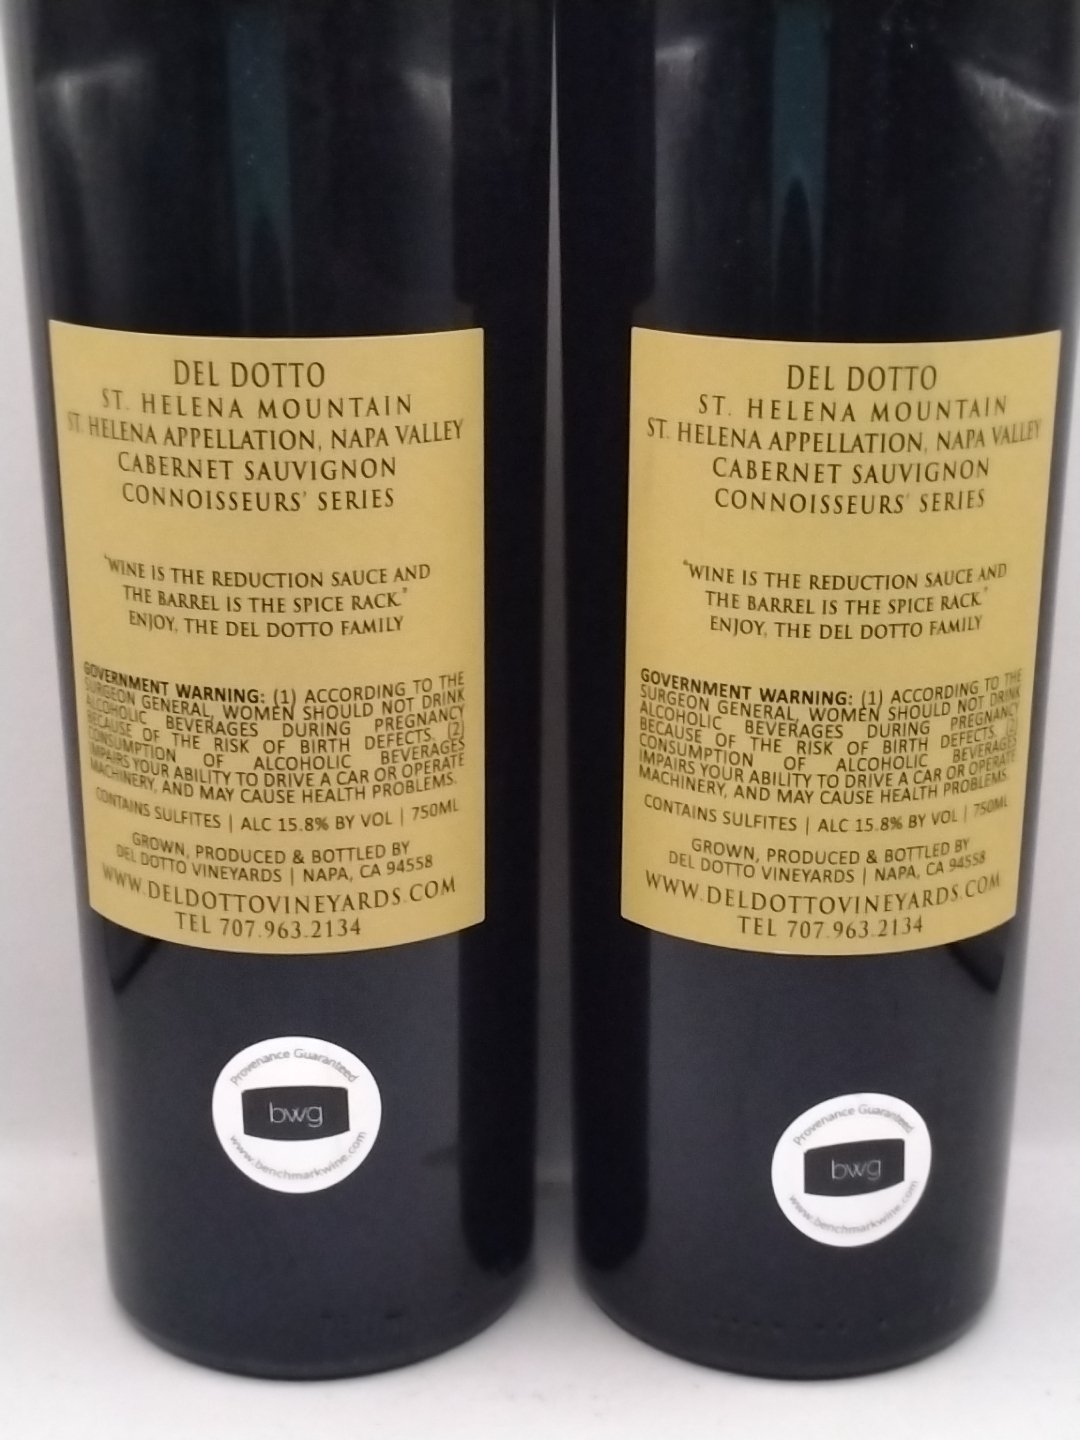 DEL DOTTO
ST. HELENA MOUNTAIN
ST. HELENA APPELLATION, NAPA VALLEY
CABERNET SAUVIGNON
CONNOISSEURS' SERIES
"WINE IS THE REDUCTION SAUCE AND
THE BARREL IS THE SPICE RACK."
ENJOY, THE DEL DOTTO FAMILY
GOVERNMENT WARNING: (1) ACCORDING TO THE
SURGEON GENERAL, WOMEN SHOULD NOT DRINK
ALCOHOLIC BEVERAGES DURING PREGNANCY
BECAUSE OF THE RISK OF BIRTH DEFECTS. (2)
CONSUMPTION OF ALCOHOLIC BEVERAGES
IMPAIRS YOUR ABILITY TO DRIVE A CAR OR OPERATE
MACHINERY, AND MAY CAUSE HEALTH PROBLEMS.
CONTAINS SULFITES | ALC 15.8% BY VOL | 750ML
GROWN, PRODUCED & BOTTLED BY
DEL DOTTO VINEYARDS | NAPA, CA 94558
WWW.DELDOTTOVINEYARDS.COM
TEL 707.963.2134
Provenance Guaranteed
bwg
www.benchmarkwine.com
DEL DOTTO
ST. HELENA MOUNTAIN
ST. HELENA APPELLATION, NAPA VALLEY
CABERNET SAUVIGNON
CONNOISSEURS' SERIES
"WINE IS THE REDUCTION SAUCE AND
THE BARREL IS THE SPICE RACK."
ENJOY, THE DEL DOTTO FAMILY
GOVERNMENT WARNING: (1) ACCORDING TO THE
SURGEON GENERAL, WOMEN SHOULD NOT DRINK
ALCOHOLIC BEVERAGES DURING PREGNANCY
BECAUSE OF THE RISK OF BIRTH DEFECTS. (2)
CONSUMPTION OF ALCOHOLIC BEVERAGES
IMPAIRS YOUR ABILITY TO DRIVE A CAR OR OPERATE
MACHINERY, AND MAY CAUSE HEALTH PROBLEMS.
CONTAINS SULFITES | ALC 15.8% BY VOL | 750ML
GROWN, PRODUCED & BOTTLED BY
DEL DOTTO VINEYARDS | NAPA, CA 94558
WWW.DELDOTTOVINEYARDS.COM
TEL 707.963.2134
Provenance Guaranteed
bwg
www.benchmarkwine.com